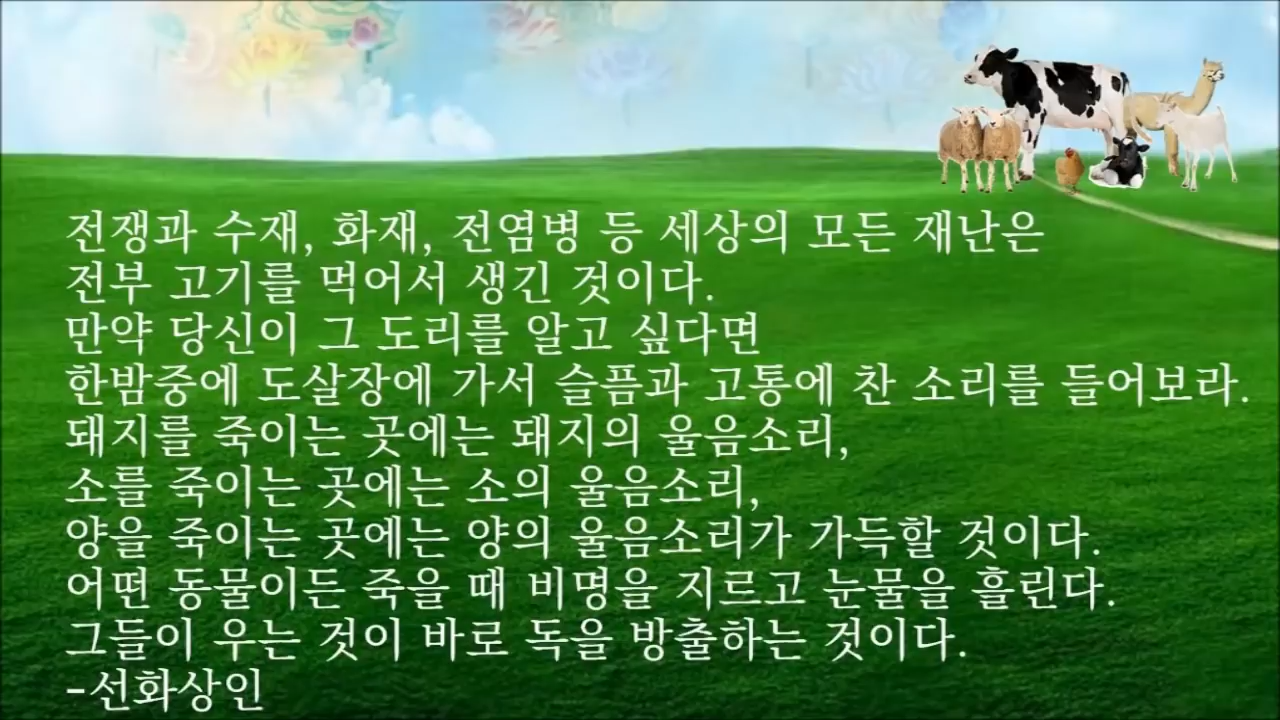 전쟁과 수재, 화재, 전염병 등 세상의 모든 재난은
전부 고기를 먹어서 생긴 것이다.
만약 당신이 그 도리를 알고 싶다면
한밤중에 도살장에 가서 슬픔과 고통에 찬 소리를 들어보라.
돼지를 죽이는 곳에는 돼지의 울음소리,
소를 죽이는 곳에는 소의 울음소리,
양을 죽이는 곳에는 양의 울음소리가 가득할 것이다.
어떤 동물이든 죽을 때 비명을 지르고 눈물을 흘린다.
그들이 우는 것이 바로 독을 방출하는 것이다.
-선화상인